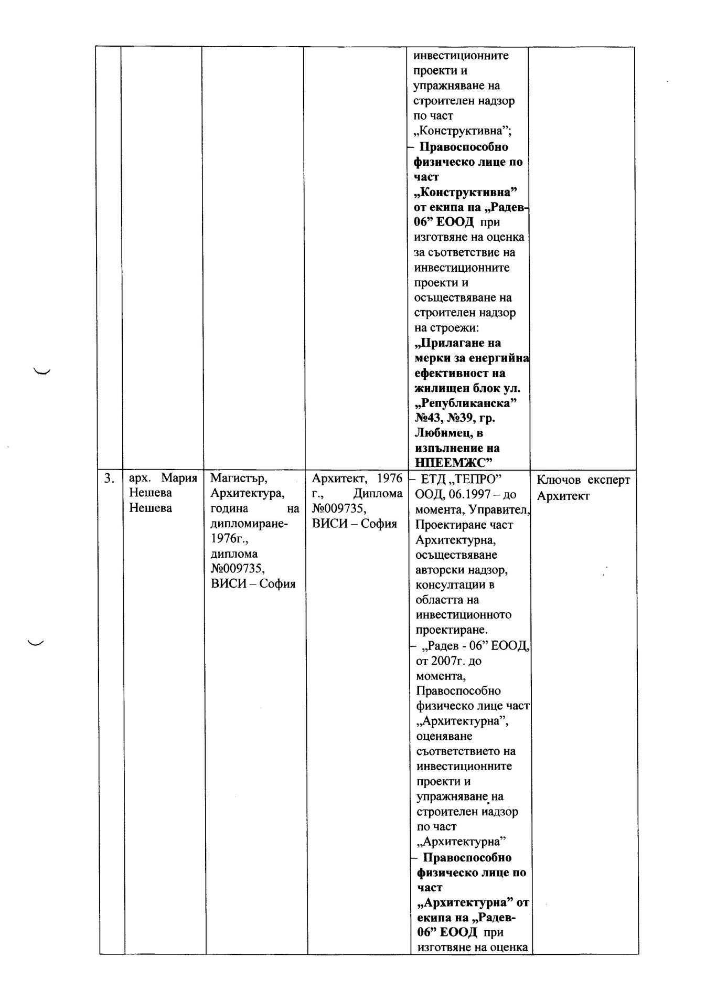 инвестиционните
проекти и
упражняване на
строителен надзор
по част
„Конструктивна”;
– Правоспособно
физическо лице по
част
„Конструктивна”
от екипа на „Радев-
06” ЕООД при
изготвяне на оценка
за съответствие на
инвестиционните
проекти и
осъществяване на
строителен надзор
на строежи:
„Прилагане на
мерки за енергийна
ефективност на
жилищен блок ул.
„Републиканска”
№43, №39, гр.
Любимец, в
изпълнение на
НПЕЕМЖС”
3.
арх. Мария
Нешева
Нешева
Магистър,
Архитектура,
година на
дипломиране-
1976г.,
диплома
№009735,
ВИСИ – София
Архитект, 1976
г., Диплома
№009735,
ВИСИ – София
– ЕТД „ТЕПРО”
ООД, 06.1997 – до
момента, Управител,
Проектиране част
Архитектурна,
осъществяване
авторски надзор,
консултации в
областта на
инвестиционното
проектиране.
– „Радев - 06” ЕООД,
от 2007г. до
момента,
Правоспособно
физическо лице част
„Архитектурна”,
оценяване
съответствието на
инвестиционните
проекти и
упражняване на
строителен надзор
по част
„Архитектурна”
– Правоспособно
физическо лице по
част
„Архитектурна” от
екипа на „Радев-
06” ЕООД при
изготвяне на оценка
Ключов експерт
Архитект